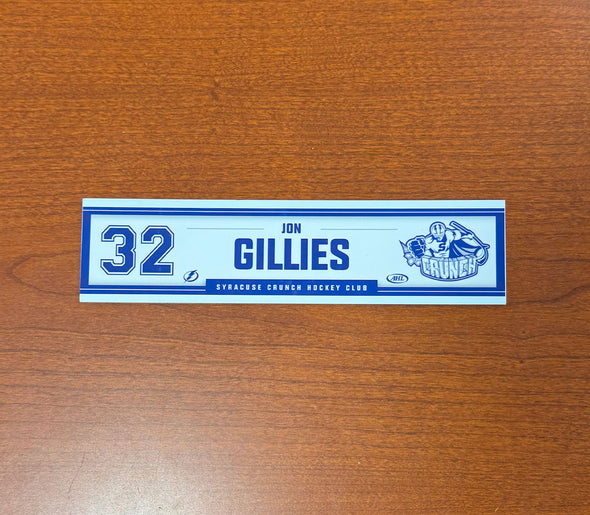 32
JON
GILLIES
SYRACUSE CRUNCH HOCKEY CLUB
AHL
S
CRUNCH